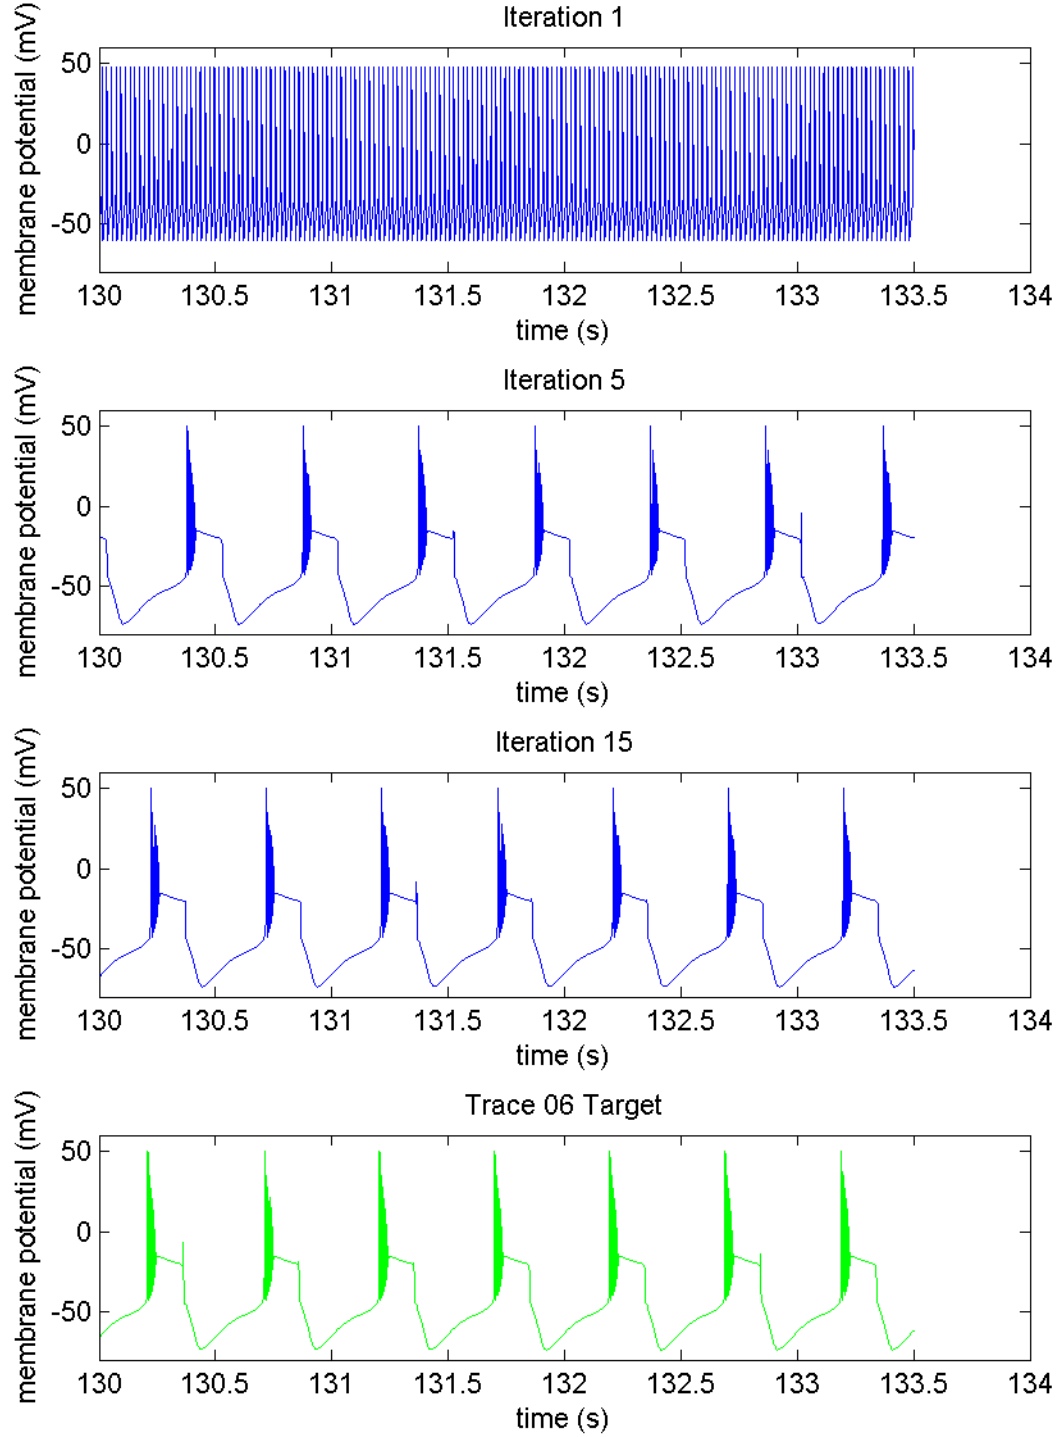 Iteration 1
membrane potential (mV)
50
0
-50
130 130.5 131 131.5 132 132.5 133 133.5 134
time (s)
Iteration 5
membrane potential (mV)
50
0
-50
130 130.5 131 131.5 132 132.5 133 133.5 134
time (s)
Iteration 15
membrane potential (mV)
50
0
-50
130 130.5 131 131.5 132 132.5 133 133.5 134
time (s)
Trace 06 Target
membrane potential (mV)
50
0
-50
130 130.5 131 131.5 132 132.5 133 133.5 134
time (s)